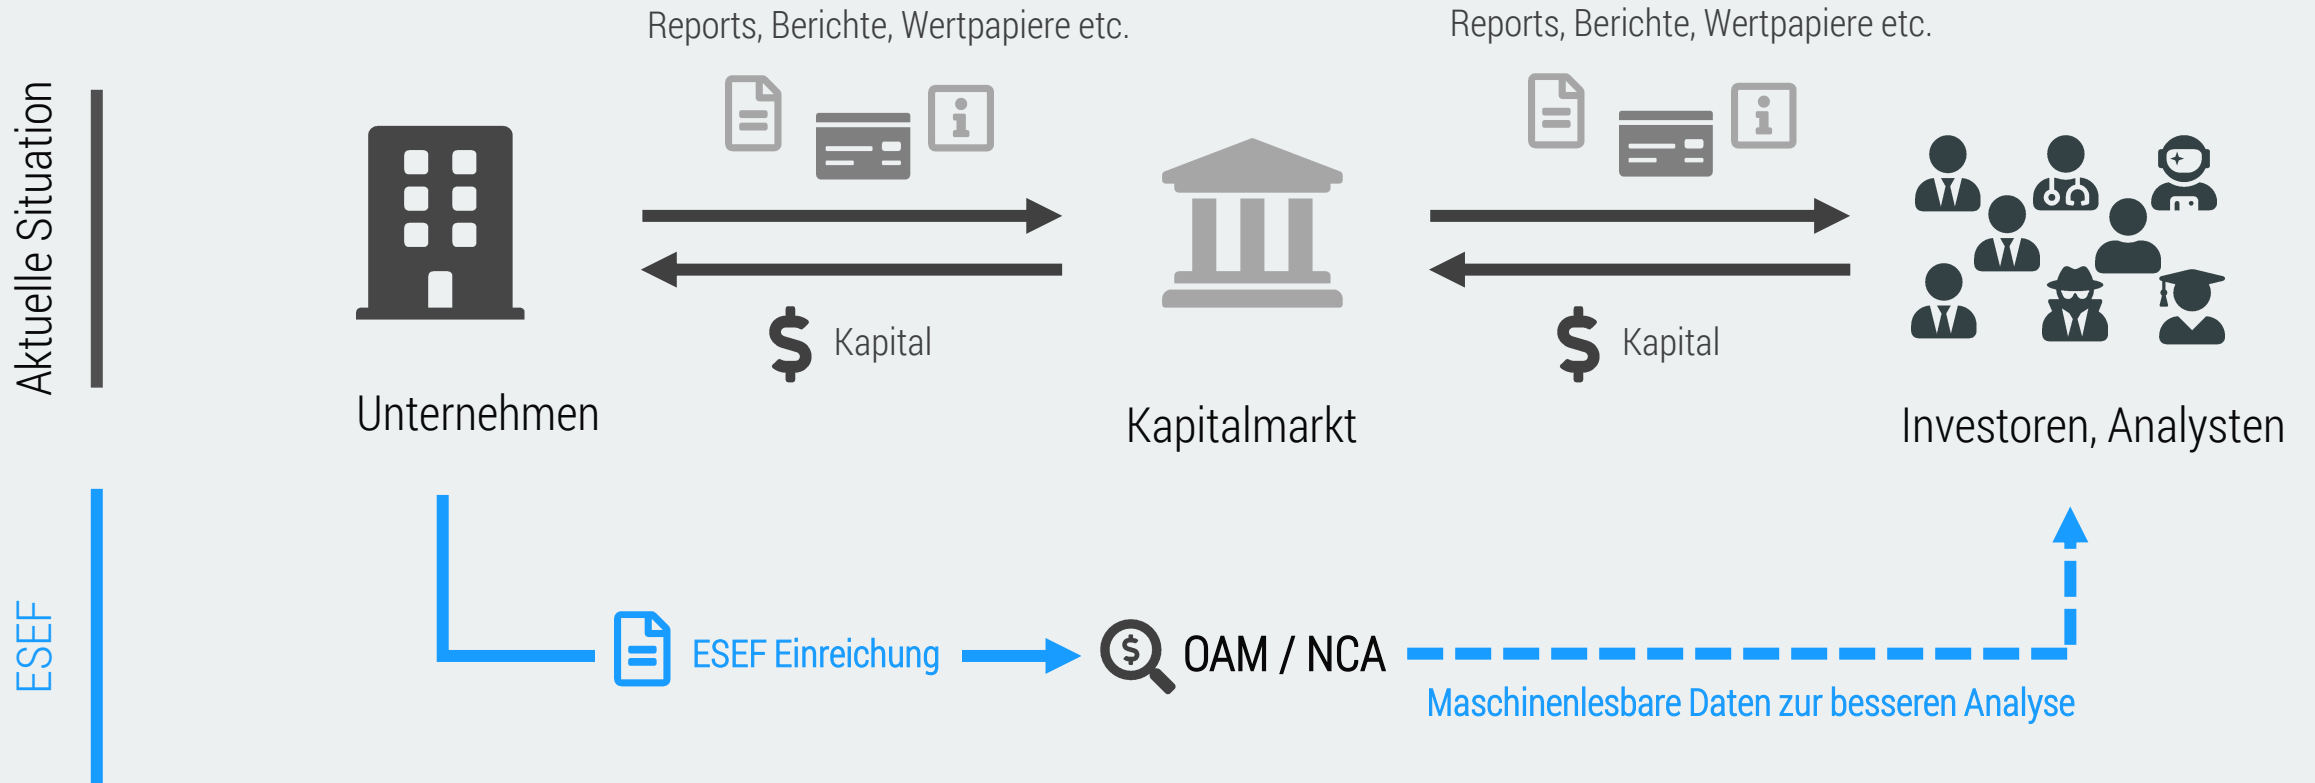 Aktuelle Situation
Reports, Berichte, Wertpapiere etc.
Reports, Berichte, Wertpapiere etc.
$ Kapital
$ Kapital
Unternehmen
Kapitalmarkt
Investoren, Analysten
ESEF
ESEF Einreichung
$ OAM / NCA
Maschinenlesbare Daten zur besseren Analyse